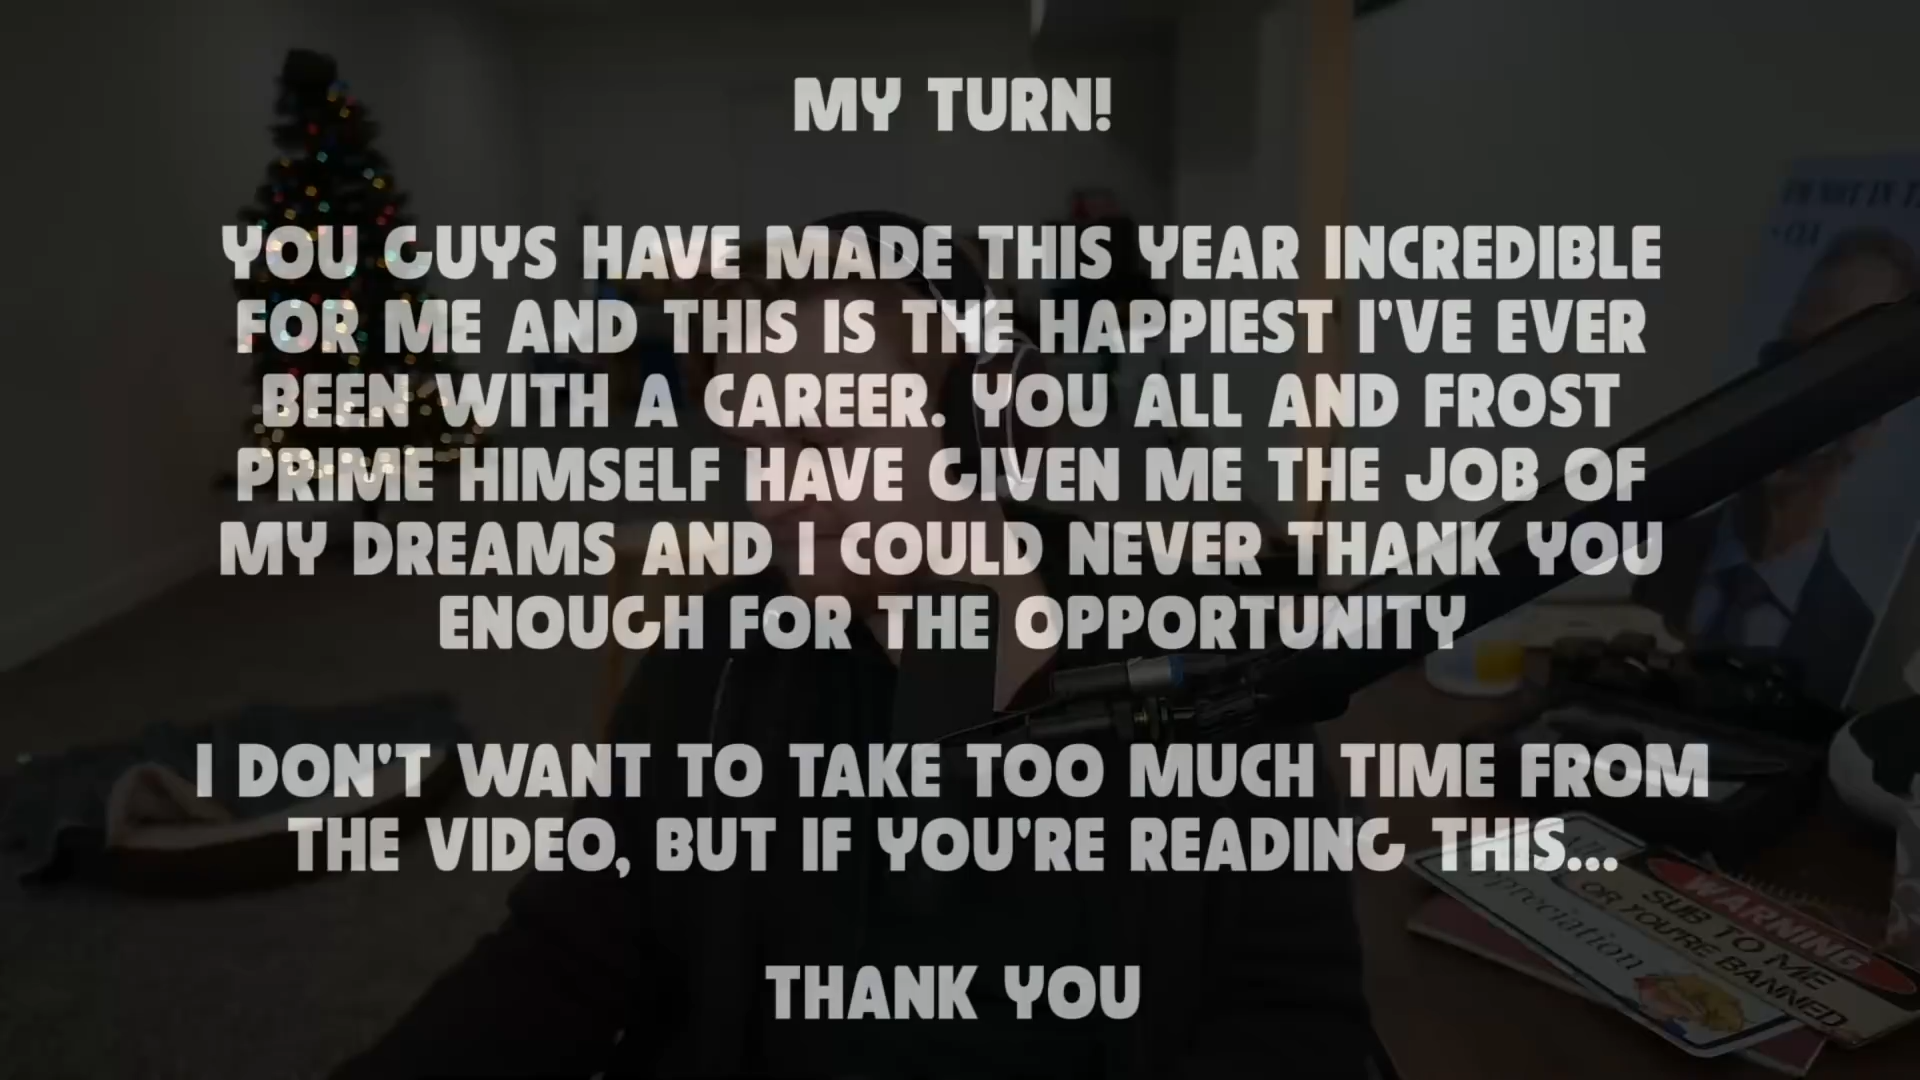 MY TURN!
YOU GUYS HAVE MADE THIS YEAR INCREDIBLE
FOR ME AND THIS IS THE HAPPIEST I'VE EVER
BEEN WITH A CAREER. YOU ALL AND FROST
PRIME HIMSELF HAVE GIVEN ME THE JOB OF
MY DREAMS AND I COULD NEVER THANK YOU
ENOUGH FOR THE OPPORTUNITY
I DON'T WANT TO TAKE TOO MUCH TIME FROM
THE VIDEO, BUT IF YOU'RE READING THIS...
THANK YOU
WARNING
SUB TO ME
OR YOU'RE BANNED